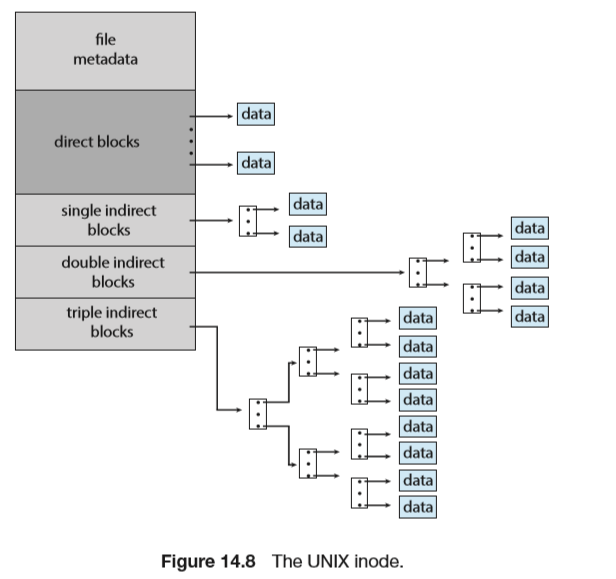 file
metadata
direct blocks
data
data
single indirect
blocks
data
data
double indirect
blocks
data
data
data
data
triple indirect
blocks
data
data
data
data
data
data
data
data
Figure 14.8 The UNIX inode.